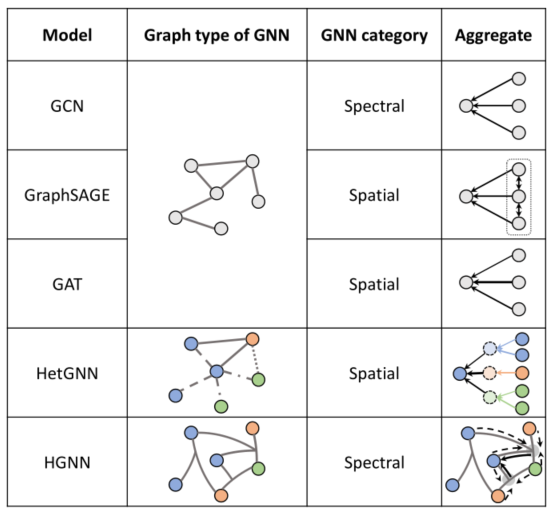 Model Graph type of GNN GNN category Aggregate
GCN Spectral
GraphSAGE Spatial
GAT Spatial
HetGNN Spatial
HGNN Spectral